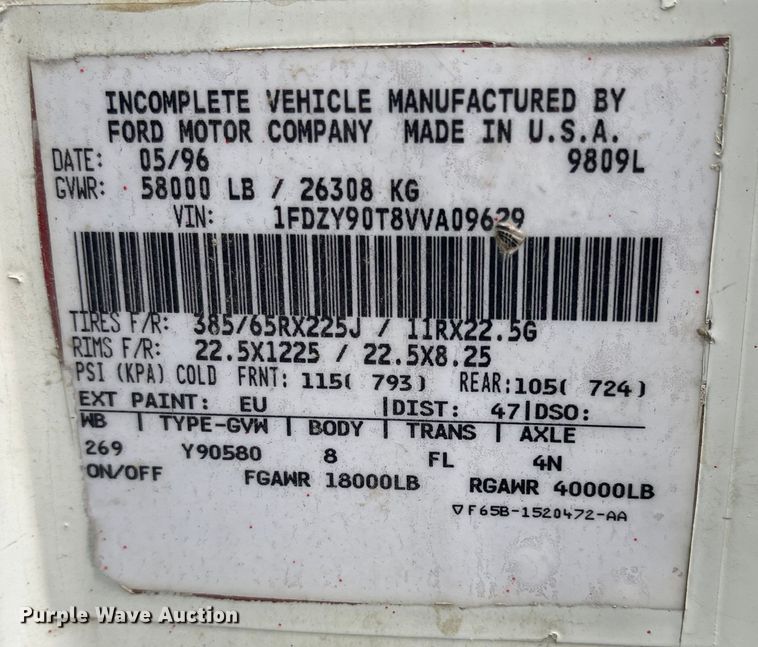 INCOMPLETE VEHICLE MANUFACTURED BY
FORD MOTOR COMPANY MADE IN U.S.A.
DATE: 05/96 9809L
GVWR: 58000 LB / 26308 KG
VIN: 1FDZY90T8VVA09629
TIRES F/R: 385/65RX225J / 11RX22.5G
RIMS F/R: 22.5X1225 / 22.5X8.25
PSI (KPA) COLD FRNT: 115( 793) REAR:105( 724)
EXT PAINT: EU |DIST: 47|DSO:
WB | TYPE-GVW | BODY | TRANS | AXLE
269 Y90580 8 FL 4N
ON/OFF FGAWR 18000LB RGAWR 40000LB
▽F65B-1520472-AA
Purple Wave Auction